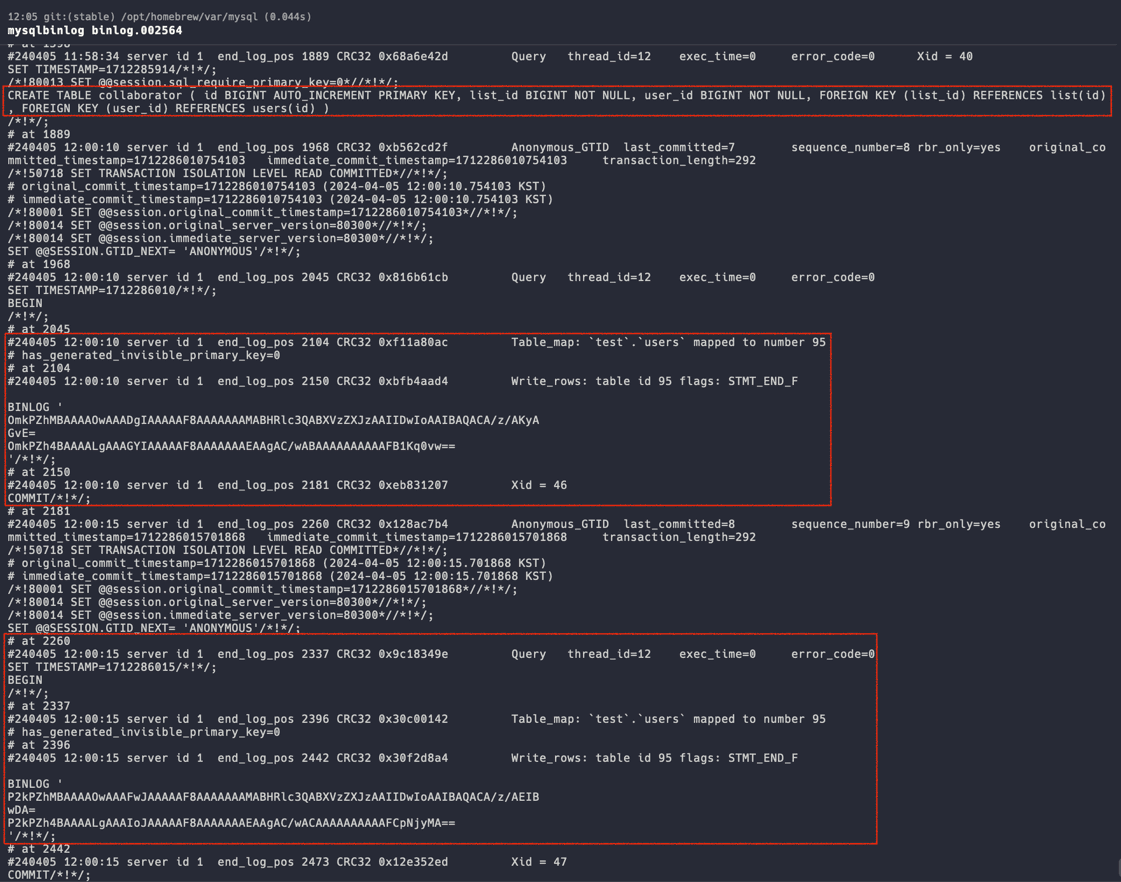 12:05 git:(stable) /opt/homebrew/var/mysql (0.044s)
mysqlbinlog binlog.002564
# at 1598
#240405 11:58:34 server id 1  end_log_pos 1889 CRC32 0x68a6e42d         Query   thread_id=12    exec_time=0     error_code=0      Xid = 40
SET TIMESTAMP=1712285914/*!*/;
/*!80013 SET @@session.sql_require_primary_key=0*//*!*/;
CREATE TABLE collaborator ( id BIGINT AUTO_INCREMENT PRIMARY KEY, list_id BIGINT NOT NULL, user_id BIGINT NOT NULL, FOREIGN KEY (list_id) REFERENCES list(id)
, FOREIGN KEY (user_id) REFERENCES users(id) )
/*!*/;
# at 1889
#240405 12:00:10 server id 1  end_log_pos 1968 CRC32 0xb562cd2f         Anonymous_GTID  last_committed=7        sequence_number=8 rbr_only=yes    original_co
mmitted_timestamp=1712286010754103   immediate_commit_timestamp=1712286010754103     transaction_length=292
/*!50718 SET TRANSACTION ISOLATION LEVEL READ COMMITTED*//*!*/;
# original_commit_timestamp=1712286010754103 (2024-04-05 12:00:10.754103 KST)
# immediate_commit_timestamp=1712286010754103 (2024-04-05 12:00:10.754103 KST)
/*!80001 SET @@session.original_commit_timestamp=1712286010754103*//*!*/;
/*!80014 SET @@session.original_server_version=80300*//*!*/;
/*!80014 SET @@session.immediate_server_version=80300*//*!*/;
SET @@SESSION.GTID_NEXT= 'ANONYMOUS'/*!*/;
# at 1968
#240405 12:00:10 server id 1  end_log_pos 2045 CRC32 0x816b61cb         Query   thread_id=12    exec_time=0     error_code=0
SET TIMESTAMP=1712286010/*!*/;
BEGIN
/*!*/;
# at 2045
#240405 12:00:10 server id 1  end_log_pos 2104 CRC32 0xf11a80ac         Table_map: `test`.`users` mapped to number 95
# has_generated_invisible_primary_key=0
# at 2104
#240405 12:00:10 server id 1  end_log_pos 2150 CRC32 0xbfb4aad4         Write_rows: table id 95 flags: STMT_END_F
BINLOG '
OmkPZhMBAAAAOwAAADgIAAAAAF8AAAAAAAMABHRlc3QABXVzZXJzAAIIDwIoAAIBAQACA/z/AKyA
GvE=
OmkPZh4BAAAALgAAAGYIAAAAAF8AAAAAAAEAAgAC/wABAAAAAAAAAAFB1Kq0vw==
'/*!*/;
# at 2150
#240405 12:00:10 server id 1  end_log_pos 2181 CRC32 0xeb831207         Xid = 46
COMMIT/*!*/;
# at 2181
#240405 12:00:15 server id 1  end_log_pos 2260 CRC32 0x128ac7b4         Anonymous_GTID  last_committed=8        sequence_number=9 rbr_only=yes    original_co
mmitted_timestamp=1712286015701868   immediate_commit_timestamp=1712286015701868     transaction_length=292
/*!50718 SET TRANSACTION ISOLATION LEVEL READ COMMITTED*//*!*/;
# original_commit_timestamp=1712286015701868 (2024-04-05 12:00:15.701868 KST)
# immediate_commit_timestamp=1712286015701868 (2024-04-05 12:00:15.701868 KST)
/*!80001 SET @@session.original_commit_timestamp=1712286015701868*//*!*/;
/*!80014 SET @@session.original_server_version=80300*//*!*/;
/*!80014 SET @@session.immediate_server_version=80300*//*!*/;
SET @@SESSION.GTID_NEXT= 'ANONYMOUS'/*!*/;
# at 2260
#240405 12:00:15 server id 1  end_log_pos 2337 CRC32 0x9c18349e         Query   thread_id=12    exec_time=0     error_code=0
SET TIMESTAMP=1712286015/*!*/;
BEGIN
/*!*/;
# at 2337
#240405 12:00:15 server id 1  end_log_pos 2396 CRC32 0x30c00142         Table_map: `test`.`users` mapped to number 95
# has_generated_invisible_primary_key=0
# at 2396
#240405 12:00:15 server id 1  end_log_pos 2442 CRC32 0x30f2d8a4         Write_rows: table id 95 flags: STMT_END_F
BINLOG '
P2kPZhMBAAAAOwAAAFwJAAAAAF8AAAAAAAMABHRlc3QABXVzZXJzAAIIDwIoAAIBAQACA/z/AEIB
wDA=
P2kPZh4BAAAALgAAAIoJAAAAAF8AAAAAAAEAAgAC/wACAAAAAAAAAAFCpNjyMA==
'/*!*/;
# at 2442
#240405 12:00:15 server id 1  end_log_pos 2473 CRC32 0x12e352ed         Xid = 47
COMMIT/*!*/;